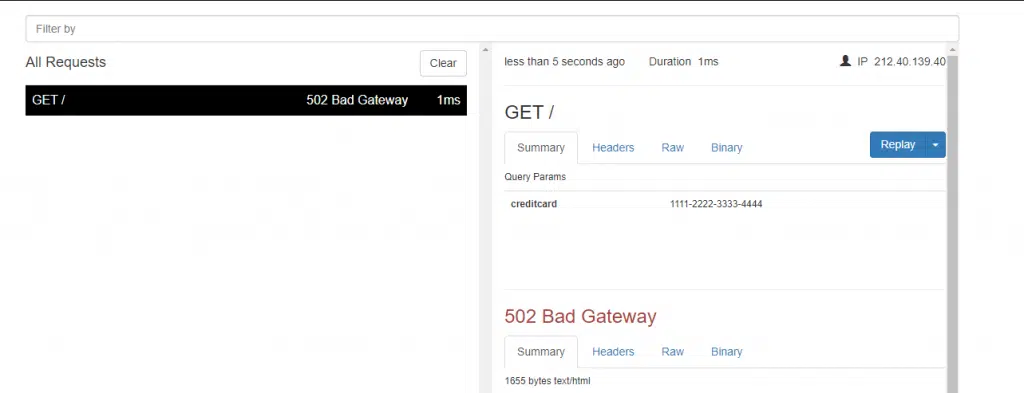 Filter by
All Requests
Clear
GET / 502 Bad Gateway 1ms
less than 5 seconds ago Duration 1ms IP 212.40.139.40
GET /
Summary Headers Raw Binary Replay
Query Params
creditcard 1111-2222-3333-4444
502 Bad Gateway
Summary Headers Raw Binary
1655 bytes text/html